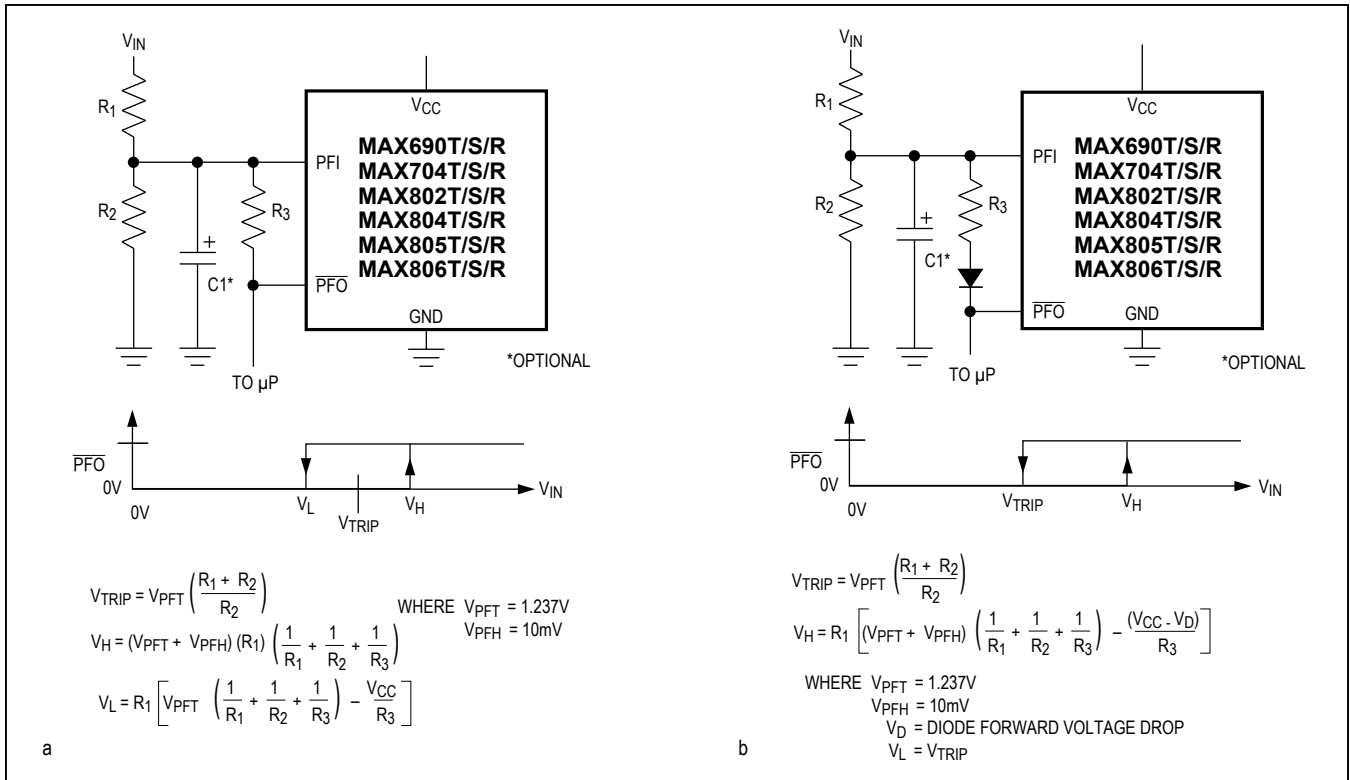 VIN
R1
VCC
MAX690T/S/R
MAX704T/S/R
MAX802T/S/R
MAX804T/S/R
MAX805T/S/R
MAX806T/S/R
PFI
R2
R3
+
C1*
PFO
GND
*OPTIONAL
TO µP
PFO
0V
0V
VL
VTRIP
VH
VIN
VTRIP = VPFT (R1 + R2 / R2)
WHERE VPFT = 1.237V
VPFH = 10mV
VH = (VPFT + VPFH) (R1) (1/R1 + 1/R2 + 1/R3)
VL = R1 [VPFT (1/R1 + 1/R2 + 1/R3) – VCC/R3]
a
VIN
R1
VCC
MAX690T/S/R
MAX704T/S/R
MAX802T/S/R
MAX804T/S/R
MAX805T/S/R
MAX806T/S/R
PFI
R2
R3
+
C1*
PFO
GND
*OPTIONAL
TO µP
PFO
0V
0V
VTRIP
VH
VIN
VTRIP = VPFT (R1 + R2 / R2)
VH = R1 [(VPFT + VPFH) (1/R1 + 1/R2 + 1/R3) – (VCC - VD)/R3]
WHERE VPFT = 1.237V
VPFH = 10mV
VD = DIODE FORWARD VOLTAGE DROP
VL = VTRIP
b